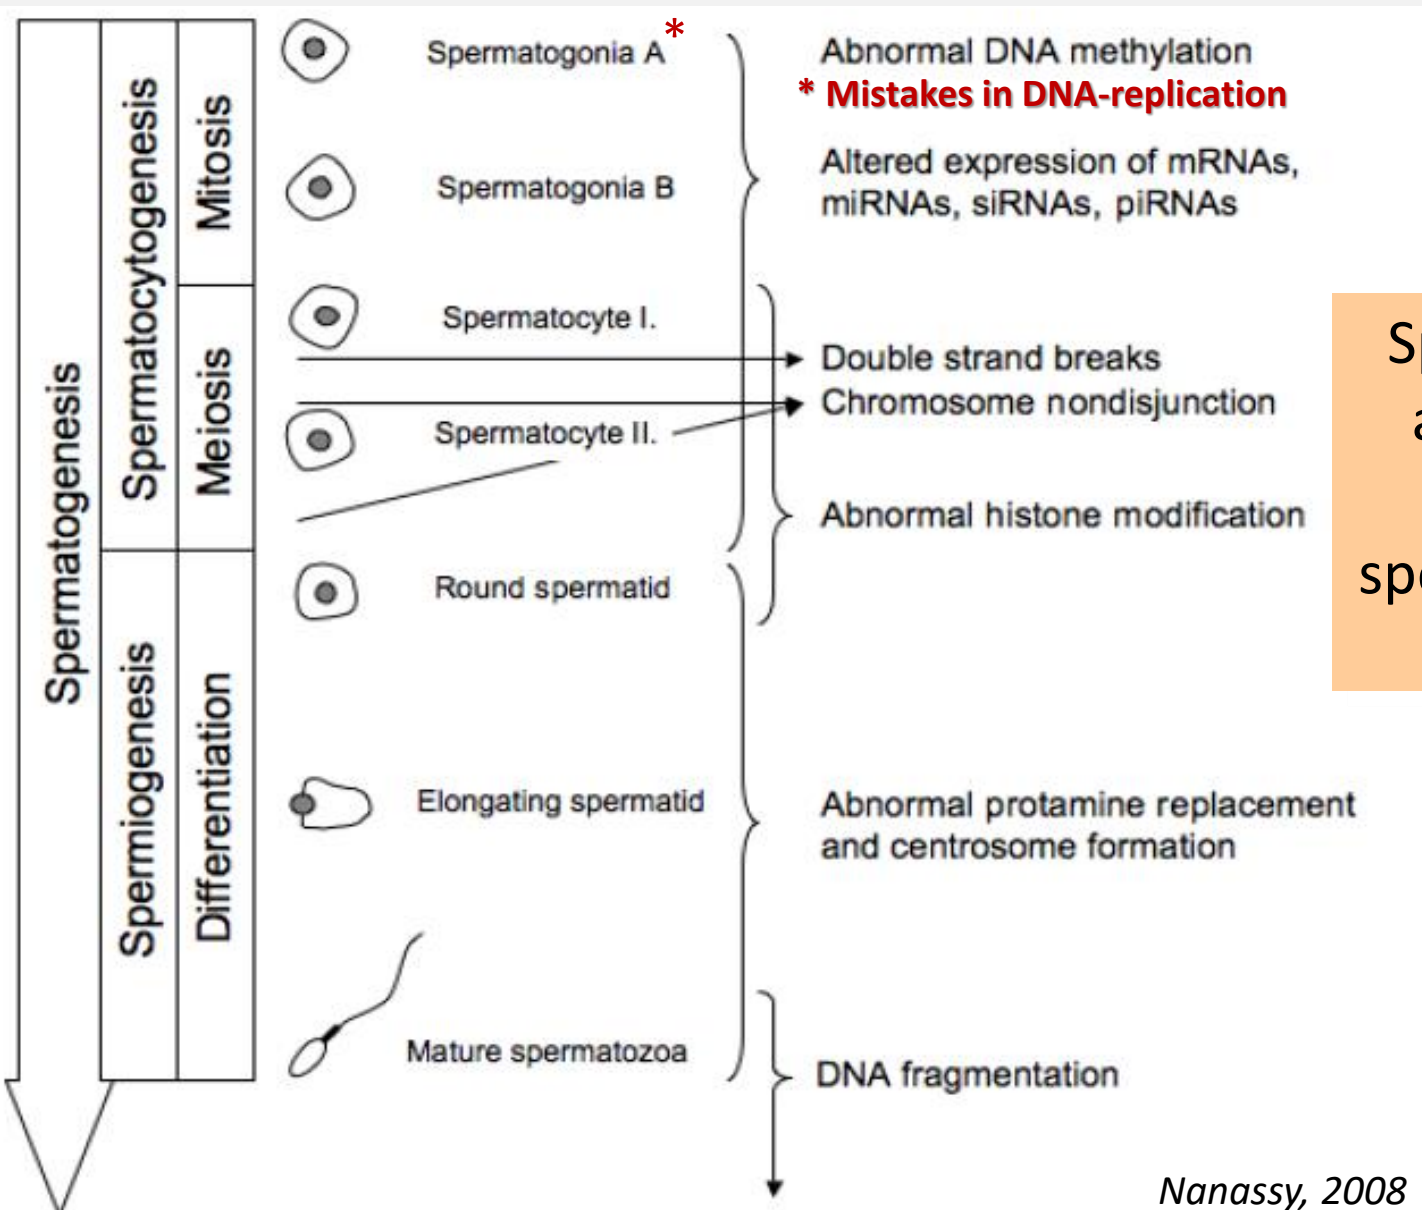 Spermatogenesis
Spermatocytogenesis
Spermiogenesis
Mitosis
Meiosis
Differentiation
Spermatogonia A*
Spermatogonia B
Spermatocyte I.
Spermatocyte II.
Round spermatid
Elongating spermatid
Mature spermatozoa
Abnormal DNA methylation
* Mistakes in DNA-replication
Altered expression of mRNAs,
miRNAs, siRNAs, piRNAs
Double strand breaks
Chromosome nondisjunction
Abnormal histone modification
Abnormal protamine replacement
and centrosome formation
DNA fragmentation
Nanassy, 2008